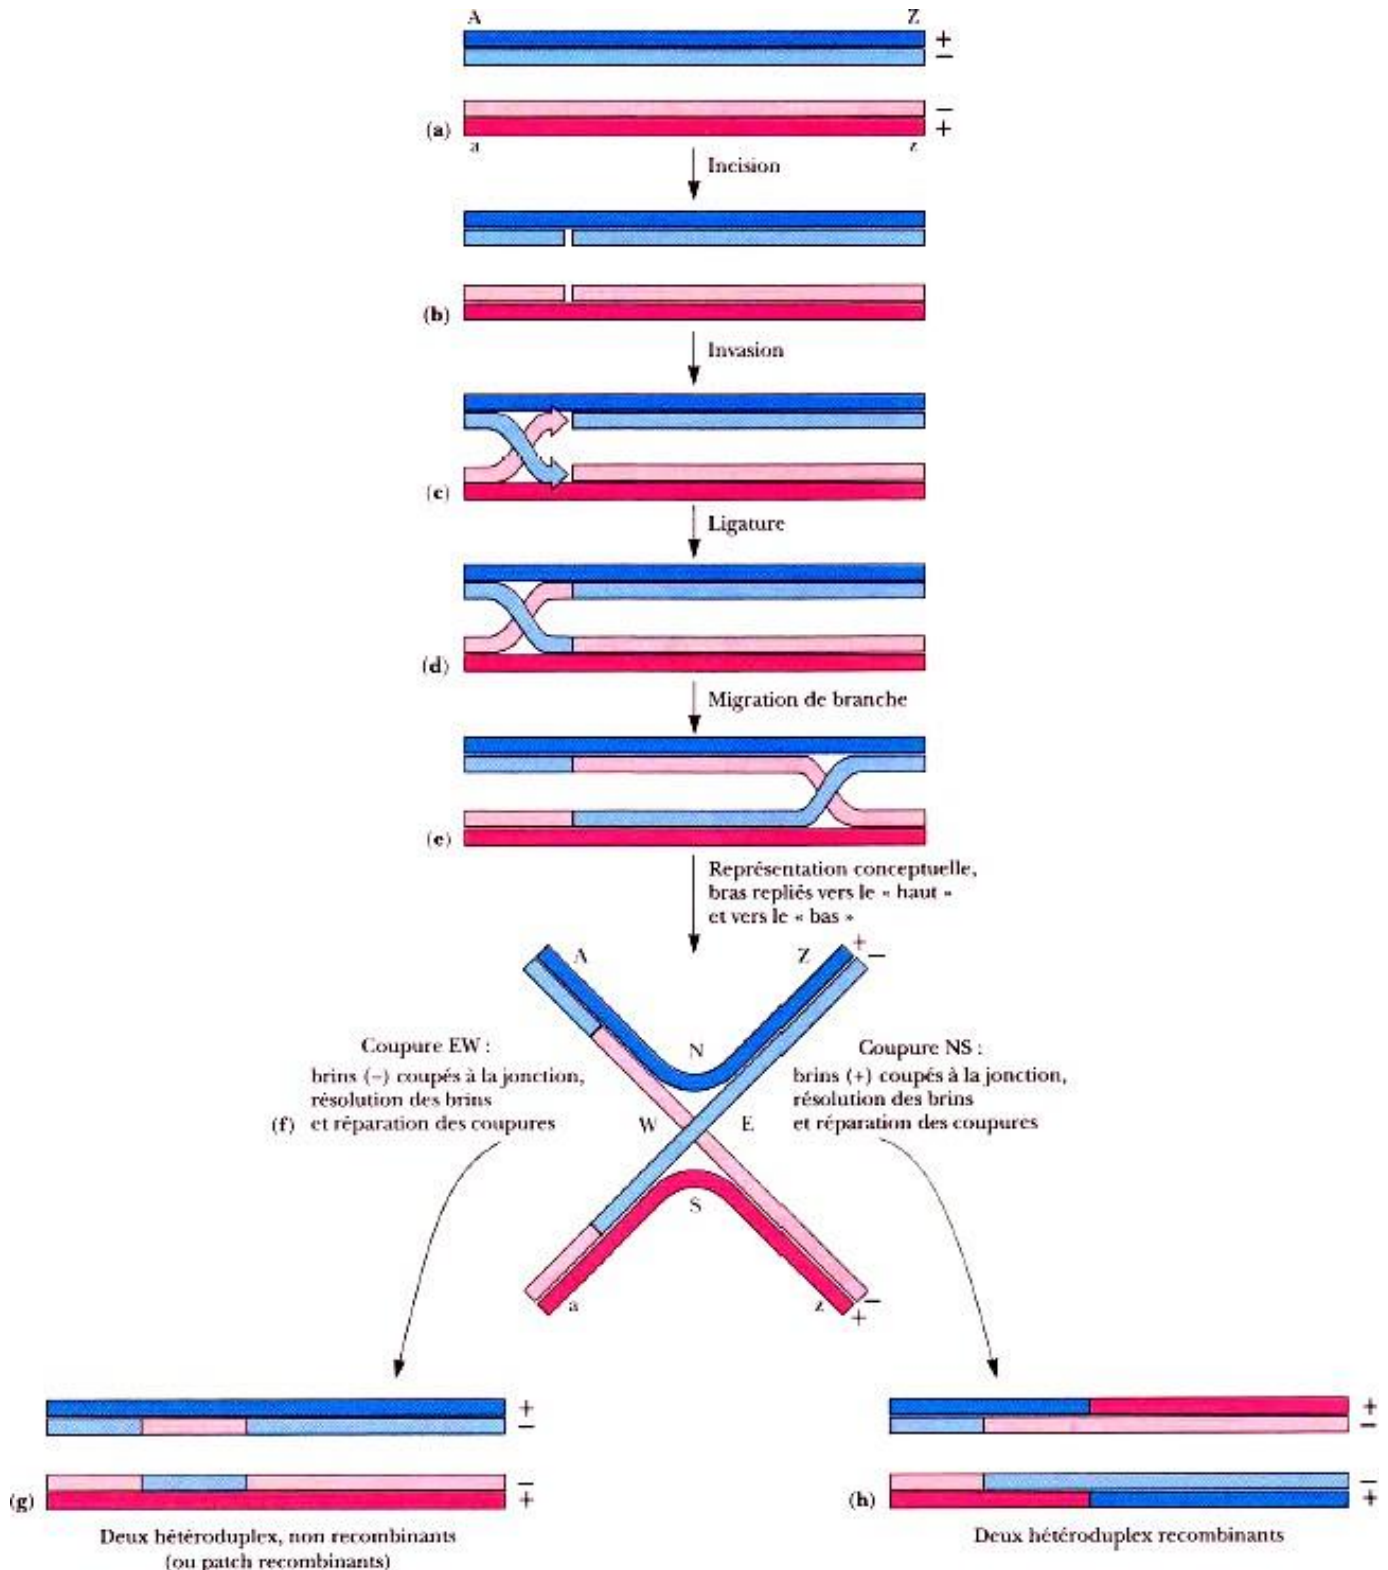 A Z
+
−
−
(a) +
a z
Incision
(b)
Invasion
(c)
Ligature
(d)
Migration de branche
(e)
Représentation conceptuelle,
bras repliés vers le « haut »
et vers le « bas »
A Z + −
N
W E
S
a z − +
Coupure EW :
brins (−) coupés à la jonction,
résolution des brins
(f) et réparation des coupures
Coupure NS :
brins (+) coupés à la jonction,
résolution des brins
et réparation des coupures
+
−
−
(g) +
Deux hétéroduplex, non recombinants
(ou patch recombinants)
+
−
−
(h) +
Deux hétéroduplex recombinants